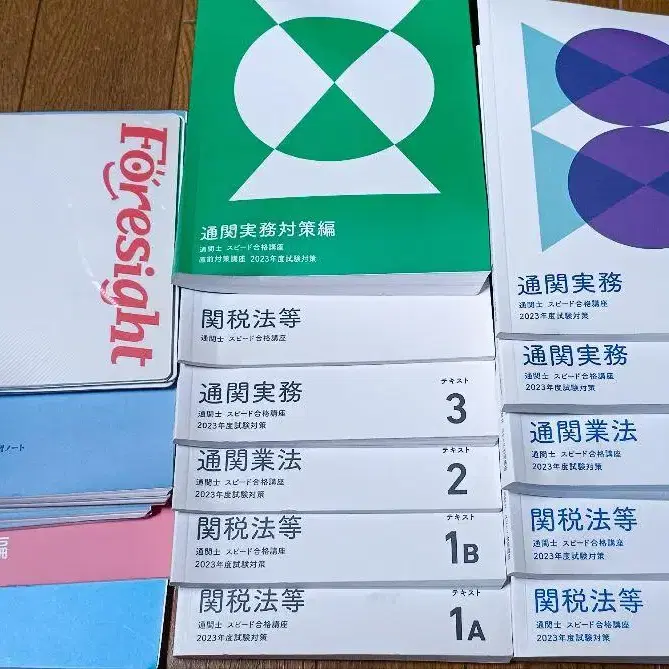 Foresight
習ノート
編
通関実務対策編
通関士 スピード合格講座
直前対策講座 2023年度試験対策
関税法等
通関士 スピード合格講座
通関実務
通関士 スピード合格講座
2023年度試験対策
テキスト
3
通関業法
通関士 スピード合格講座
2023年度試験対策
テキスト
2
関税法等
通関士 スピード合格講座
2023年度試験対策
テキスト
1B
関税法等
通関士 スピード合格講座
2023年度試験対策
テキスト
1A
通関実務
通関士 スピード合格講座
2023年度試験対策
通関実務
通関士 スピード合格講座
2023年度試験対策
通関業法
通関士 スピード合格講座
2023年度試験対策
関税法等
通関士 スピード合格講座
2023年度試験対策
関税法等
通関士 スピード合格講座
2023年度試験対策